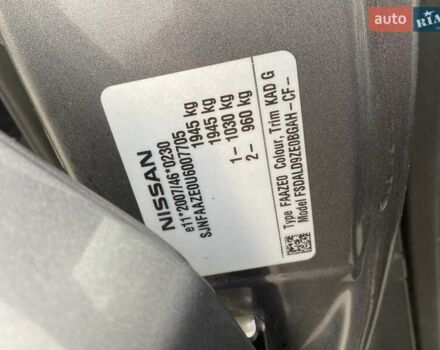 NISSAN
e11*2007/46*0230
SJNFAAZE0U6007705
1945 kg
1945 kg
1- 1030 kg
2- 960 kg
Type FAAZE0 Colour, Trim KAD G
Model FSDALD9ZE0BGAH-CF-
auto RIA